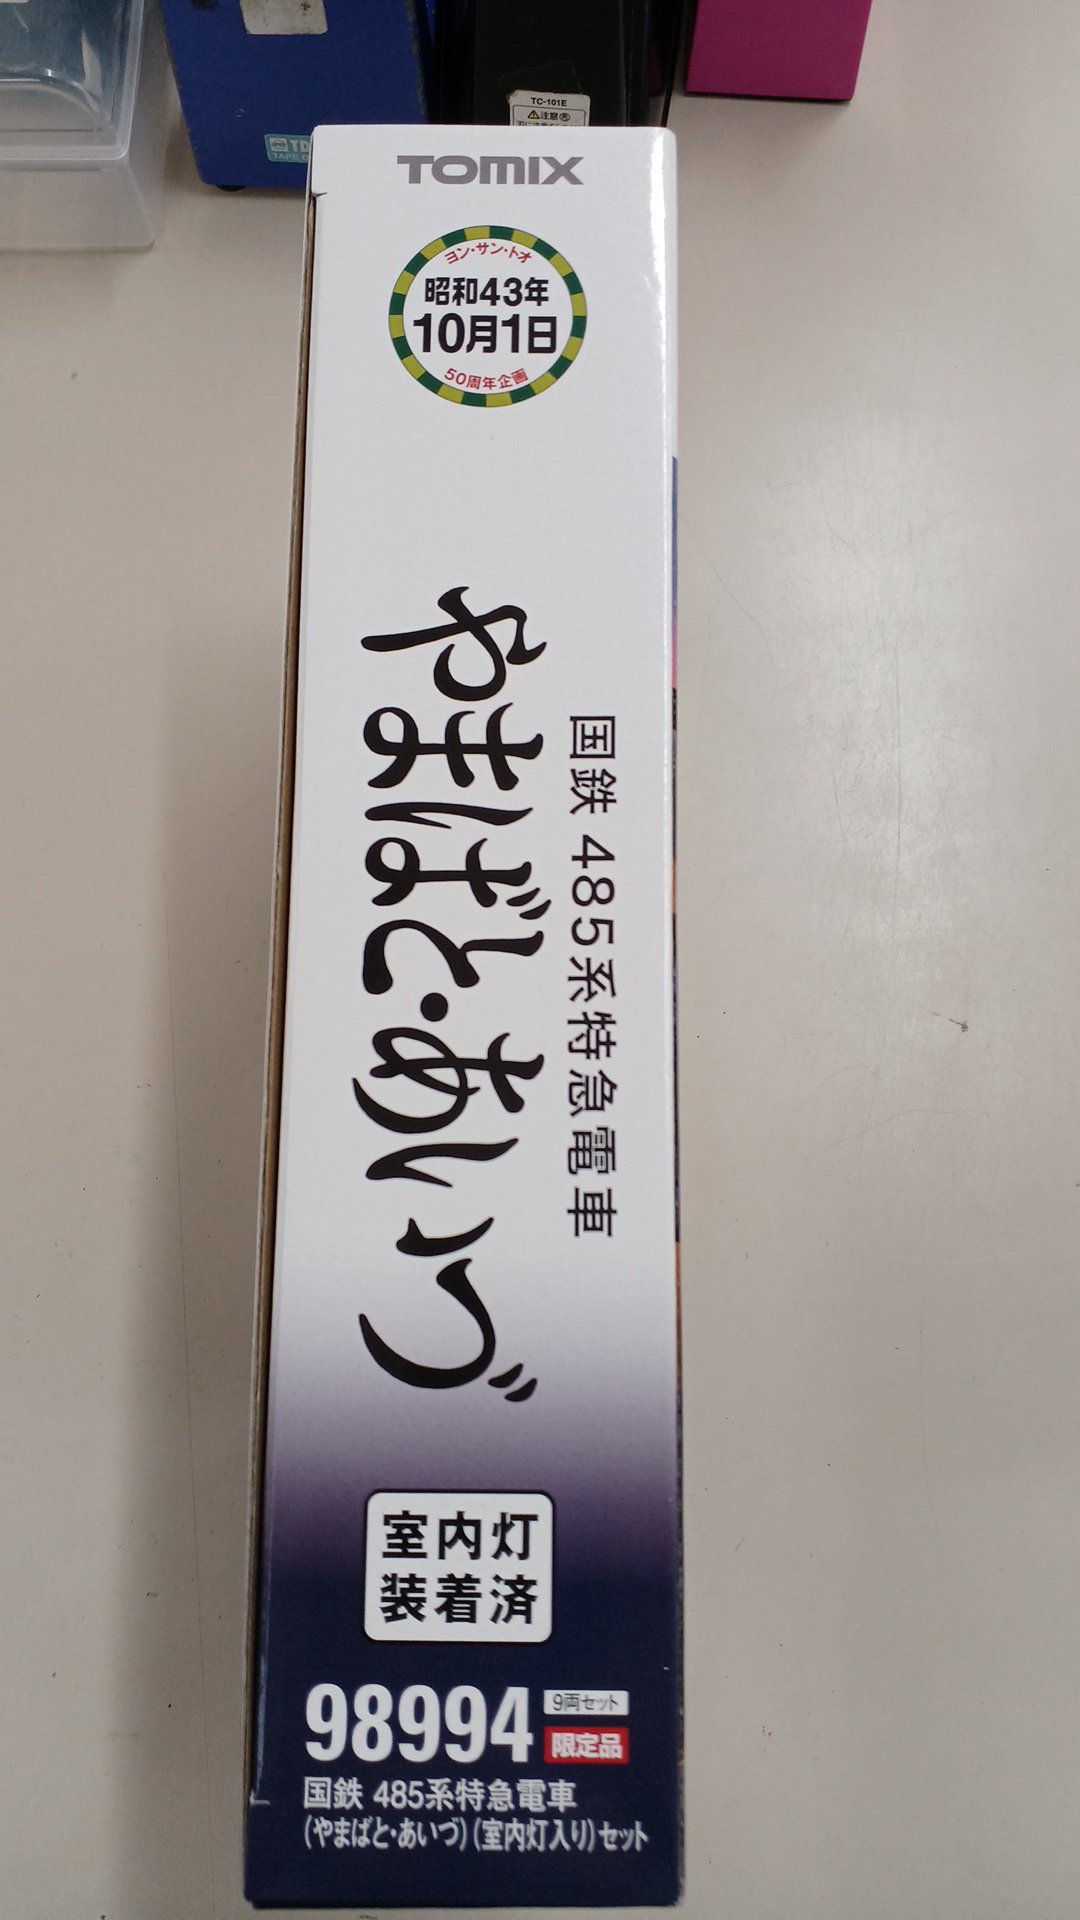 TD
TAPE D
TC-101E
⚠注意
TOMIX
ヨン・サン・トオ
昭和43年
10月1日
50周年企画
国鉄 485系特急電車
やまばと・あいづ
室内灯
装着済
98994
9両セット
限定品
国鉄 485系特急電車
(やまばと・あいづ)(室内灯入り)セット